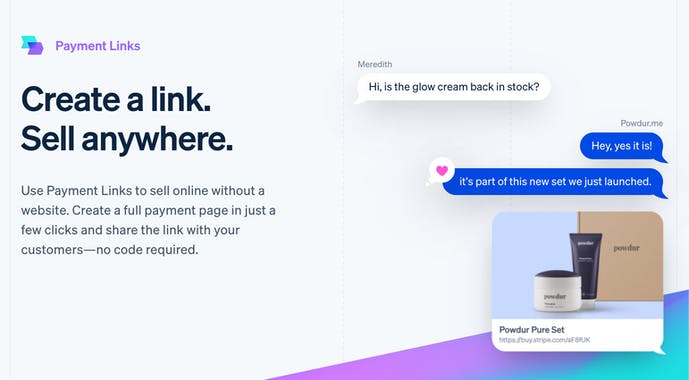 Payment Links
Create a link.
Sell anywhere.
Use Payment Links to sell online without a
website. Create a full payment page in just a
few clicks and share the link with your
customers—no code required.
Meredith
Hi, is the glow cream back in stock?
Powdur.me
Hey, yes it is!
it's part of this new set we just launched.
powdur
powdur
powdur
Powdur Pure Set
https://buy.stripe.com/aF8fUK